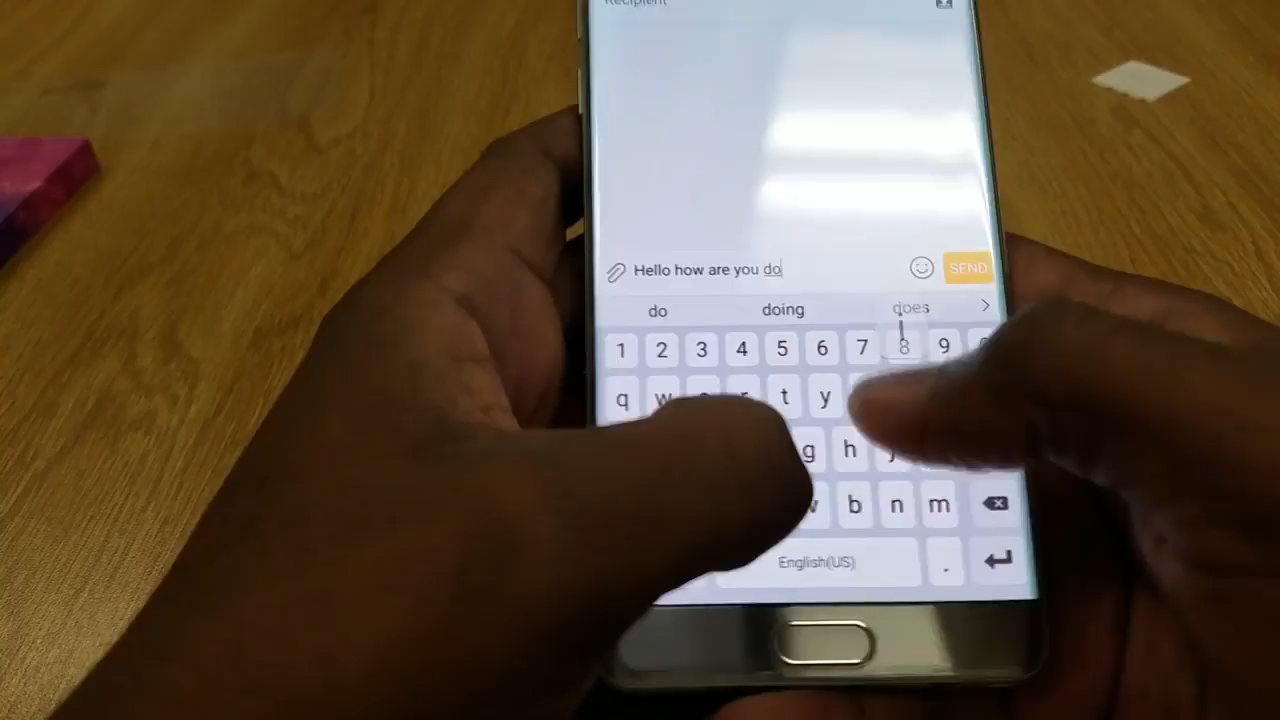 Recipient
Hello how are you do
SEND
do doing does
1 2 3 4 5 6 7 8 9
q w r t y
g h j
v b n m
English(US) .